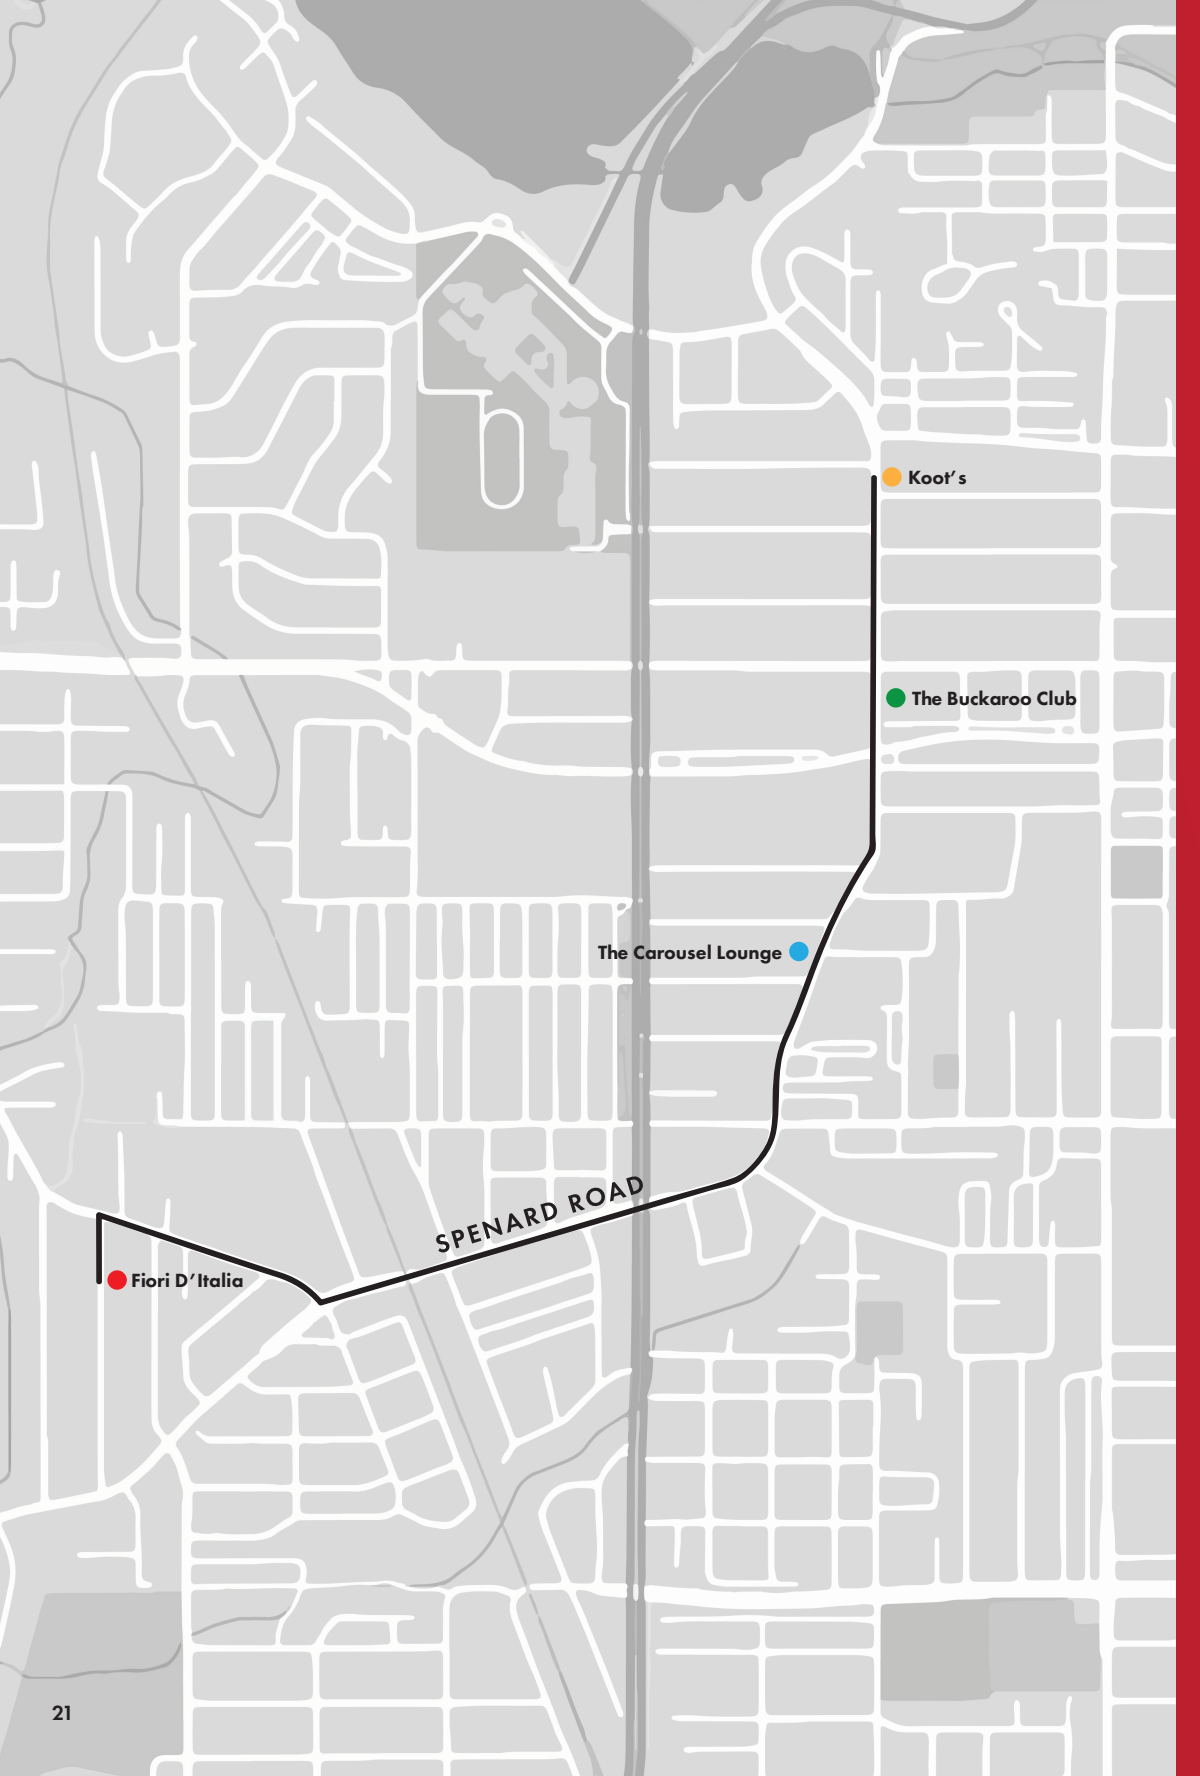 Koot's
The Buckaroo Club
The Carousel Lounge
SPENARD ROAD
Fiori D'Italia
21